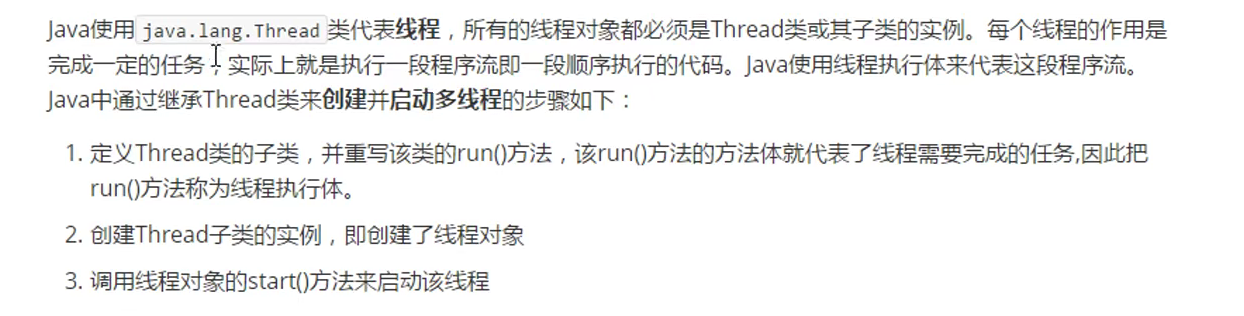 Java使用 java.lang.Thread 类代表线程，所有的线程对象都必须是Thread类或其子类的实例。每个线程的作用是
完成一定的任务，实际上就是执行一段程序流即一段顺序执行的代码。Java使用线程执行体来代表这段程序流。
Java中通过继承Thread类来创建并启动多线程的步骤如下：
1. 定义Thread类的子类，并重写该类的run()方法，该run()方法的方法体就代表了线程需要完成的任务,因此把
run()方法称为线程执行体。
2. 创建Thread子类的实例，即创建了线程对象
3. 调用线程对象的start()方法来启动该线程